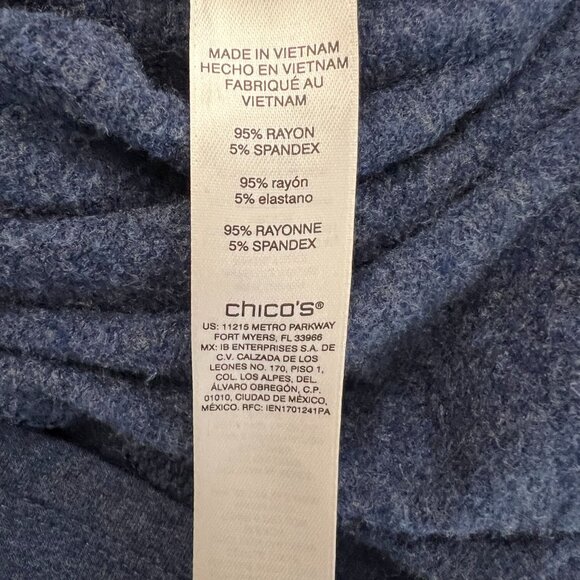 MADE IN VIETNAM
HECHO EN VIETNAM
FABRIQUÉ AU
VIETNAM
95% RAYON
5% SPANDEX
95% rayón
5% elastano
95% RAYONNE
5% SPANDEX
chico's®
US: 11215 METRO PARKWAY
FORT MYERS, FL 33966
MX: IB ENTERPRISES S.A. DE
C.V. CALZADA DE LOS
LEONES NO. 170, PISO 1,
COL. LOS ALPES, DEL.
ÁLVARO OBREGÓN, C.P.
01010, CIUDAD DE MÉXICO,
MÉXICO. RFC: IEN1701241PA